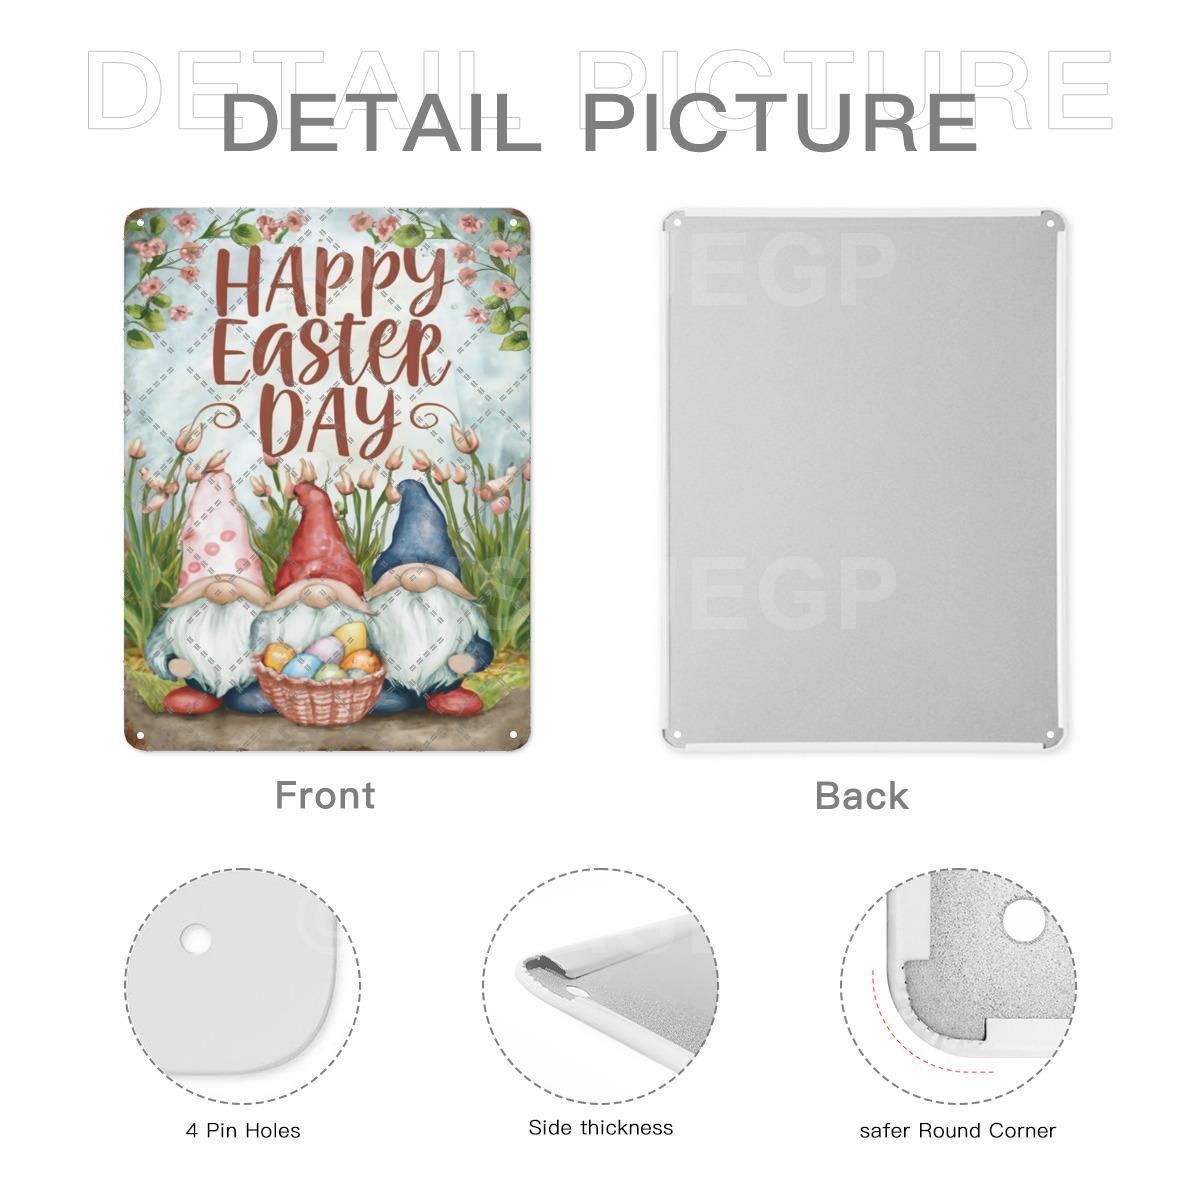 DETAIL PICTURE
DETAIL PICTURE
HAPPY
Easter
DAY
EGP
EGP
Front
Back
4 Pin Holes
Side thickness
safer Round Corner